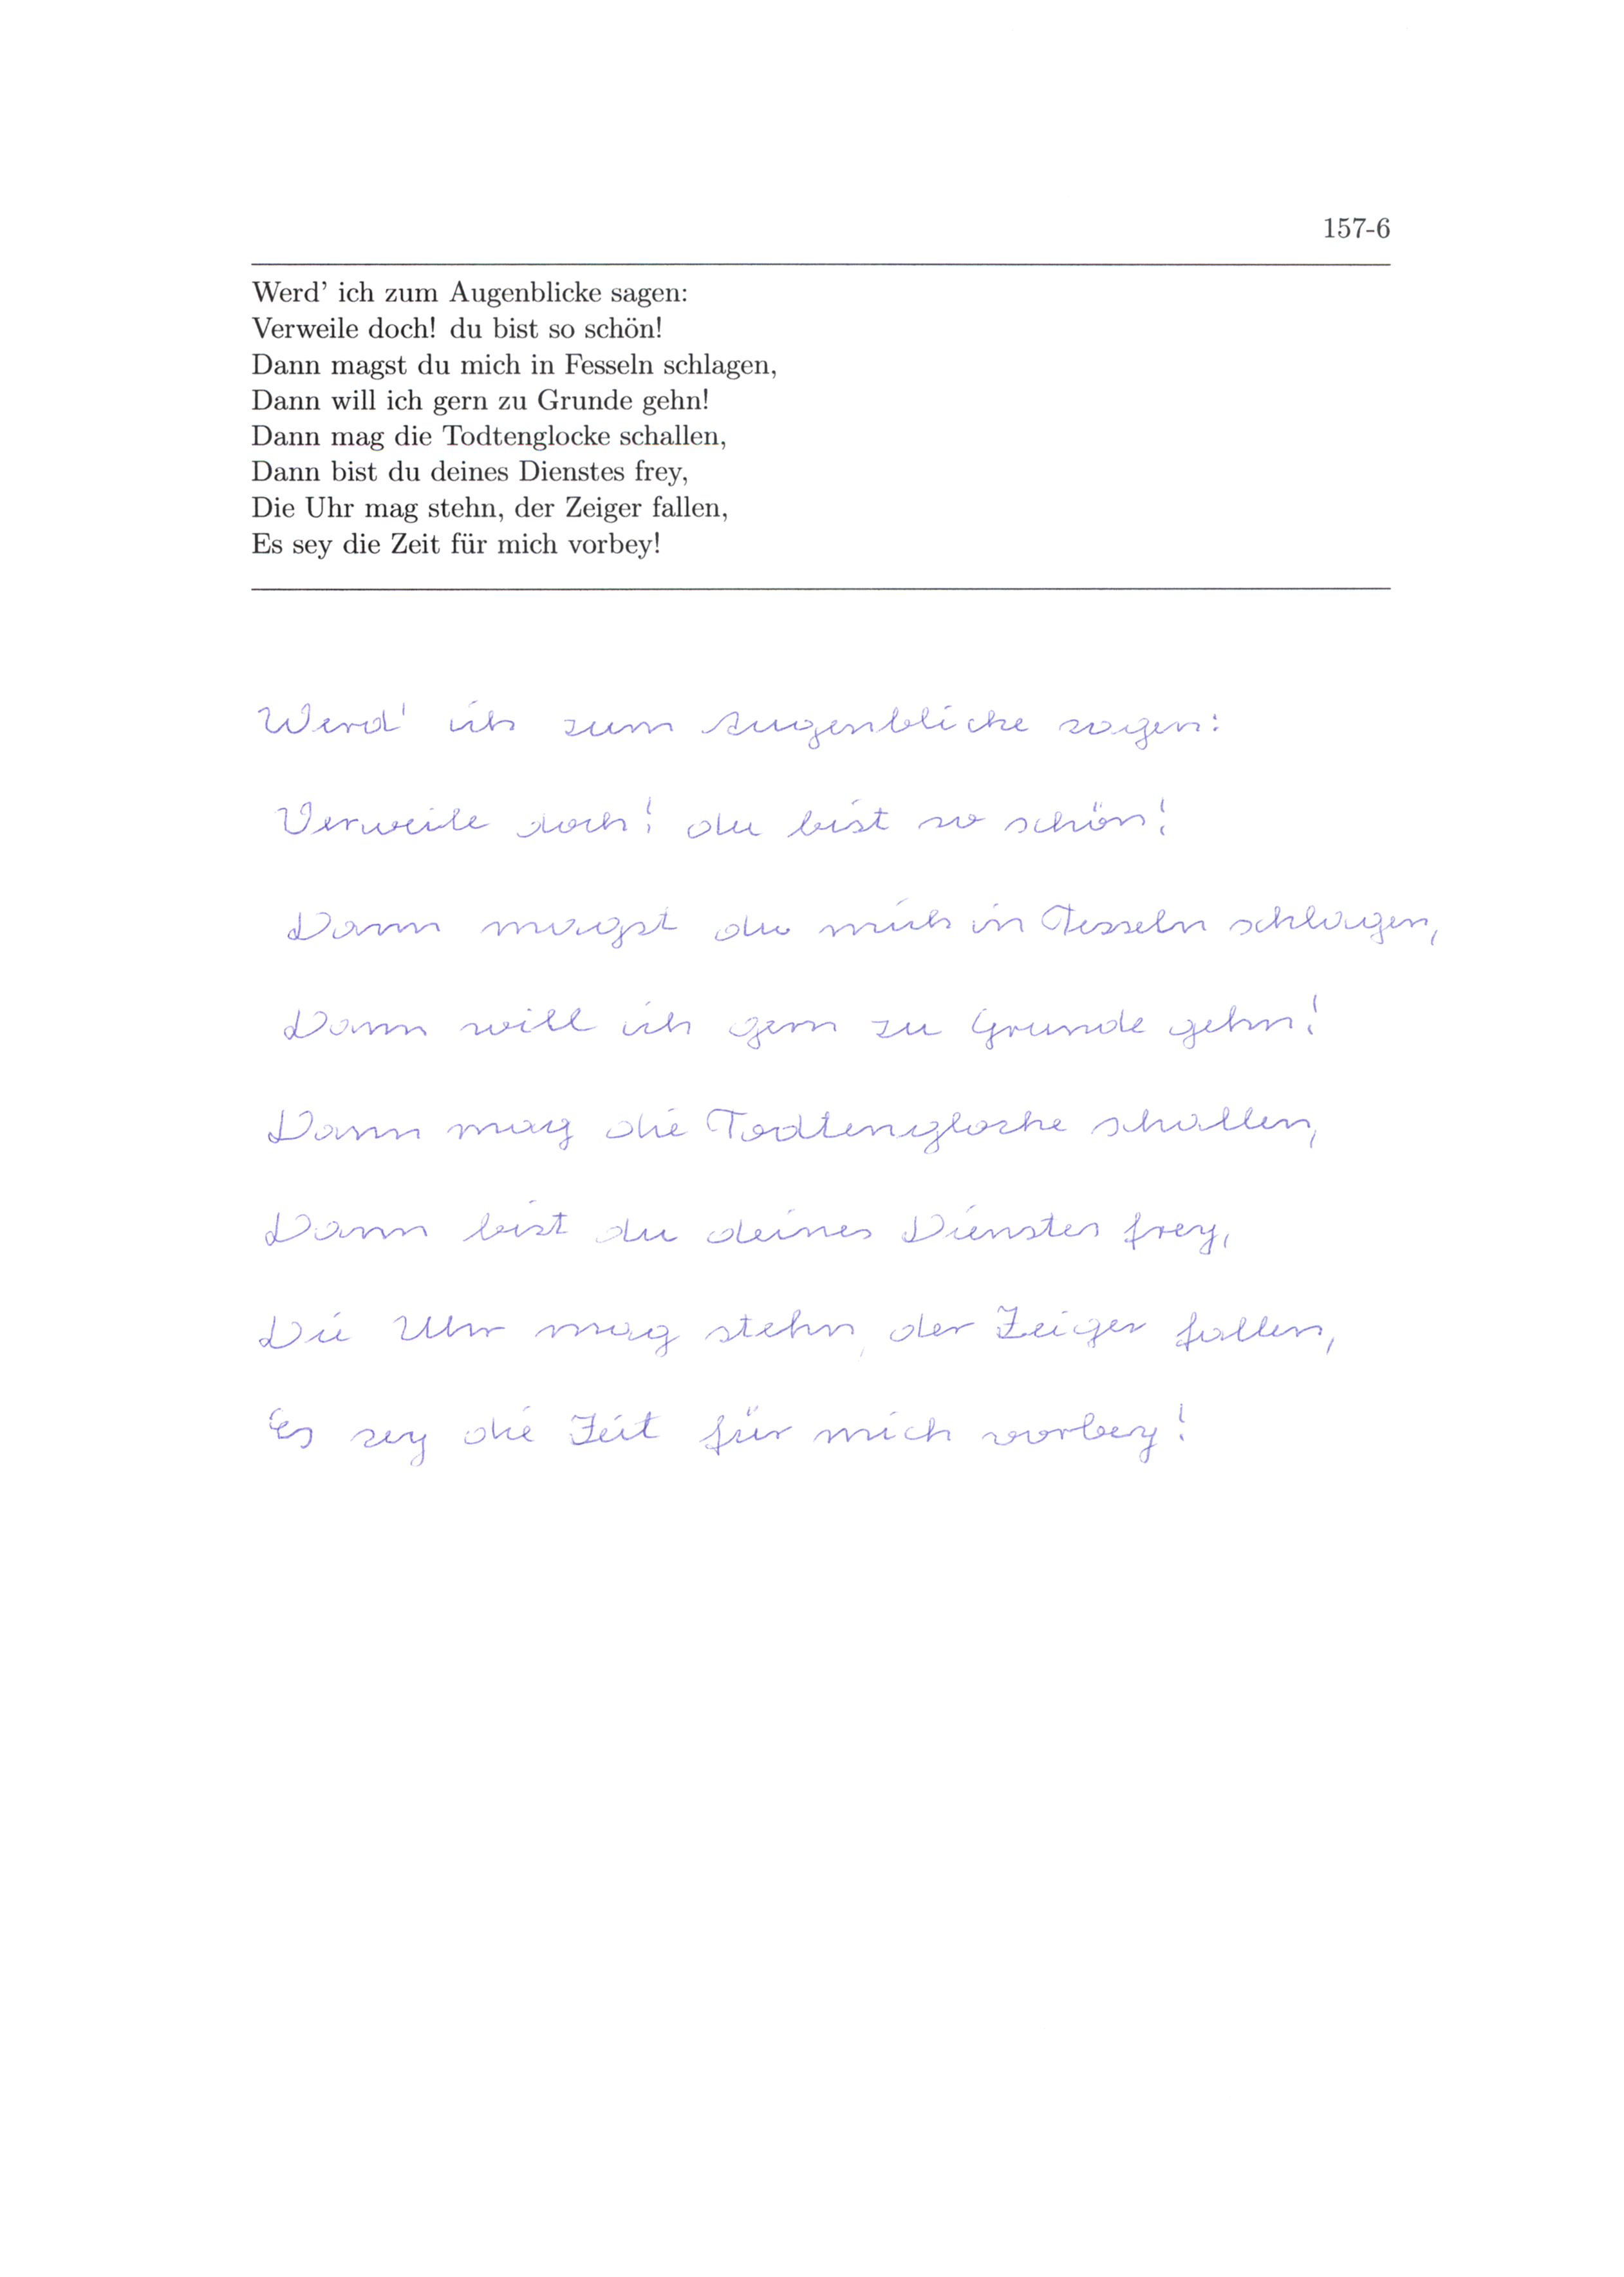 157-6
Werd’ ich zum Augenblicke sagen:
Verweile doch! du bist so schön!
Dann magst du mich in Fesseln schlagen,
Dann will ich gern zu Grunde gehn!
Dann mag die Todtenglocke schallen,
Dann bist du deines Dienstes frey,
Die Uhr mag stehn, der Zeiger fallen,
Es sey die Zeit für mich vorbey!
Werd' ich zum Augenblicke sagen:
Verweile doch! du bist so schön!
Dann magst du mich in Fesseln schlagen,
Dann will ich gern zu Grunde gehn!
Dann mag die Todtenglocke schallen,
Dann bist du deines Dienstes frey,
Die Uhr mag stehn, der Zeiger fallen,
Es sey die Zeit für mich vorbey!